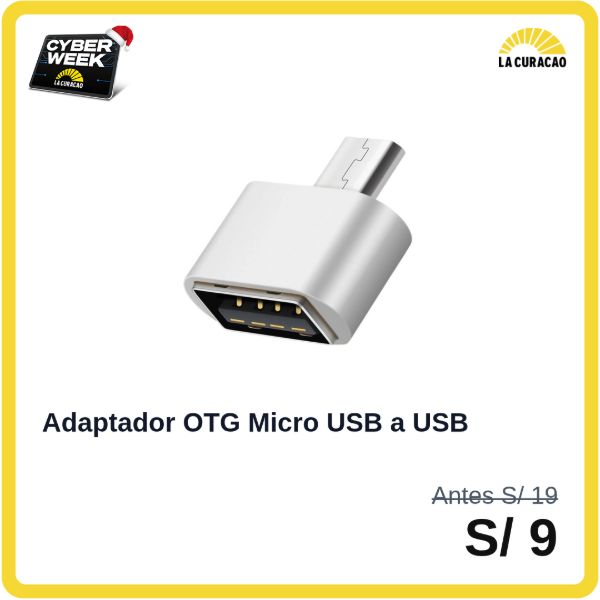 CYBER
WEEK
LA CURACAO
LA CURACAO
Adaptador OTG Micro USB a USB
Antes S/ 19
S/ 9